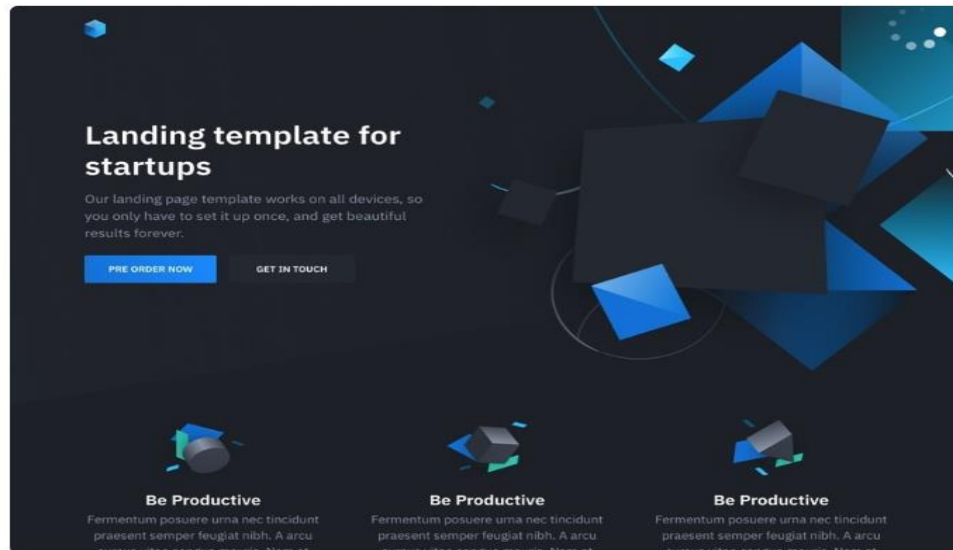 Landing template for
startups
Our landing page template works on all devices, so
you only have to set it up once, and get beautiful
results forever.
PRE ORDER NOW
GET IN TOUCH
Be Productive
Fermentum posuere urna nec tincidunt
praesent semper feugiat nibh. A arcu
Be Productive
Fermentum posuere urna nec tincidunt
praesent semper feugiat nibh. A arcu
Be Productive
Fermentum posuere urna nec tincidunt
praesent semper feugiat nibh. A arcu